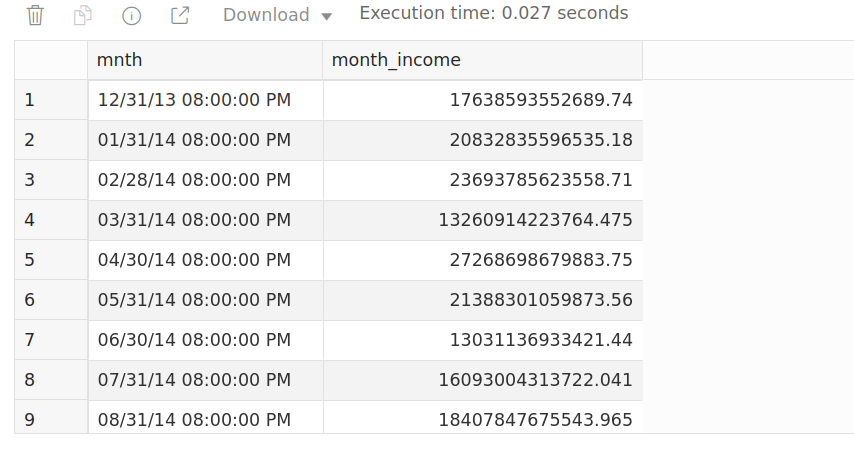 Download Execution time: 0.027 seconds
mnth month_income
1 12/31/13 08:00:00 PM 17638593552689.74
2 01/31/14 08:00:00 PM 20832835596535.18
3 02/28/14 08:00:00 PM 23693785623558.71
4 03/31/14 08:00:00 PM 13260914223764.475
5 04/30/14 08:00:00 PM 27268698679883.75
6 05/31/14 08:00:00 PM 21388301059873.56
7 06/30/14 08:00:00 PM 13031136933421.44
8 07/31/14 08:00:00 PM 16093004313722.041
9 08/31/14 08:00:00 PM 18407847675543.965